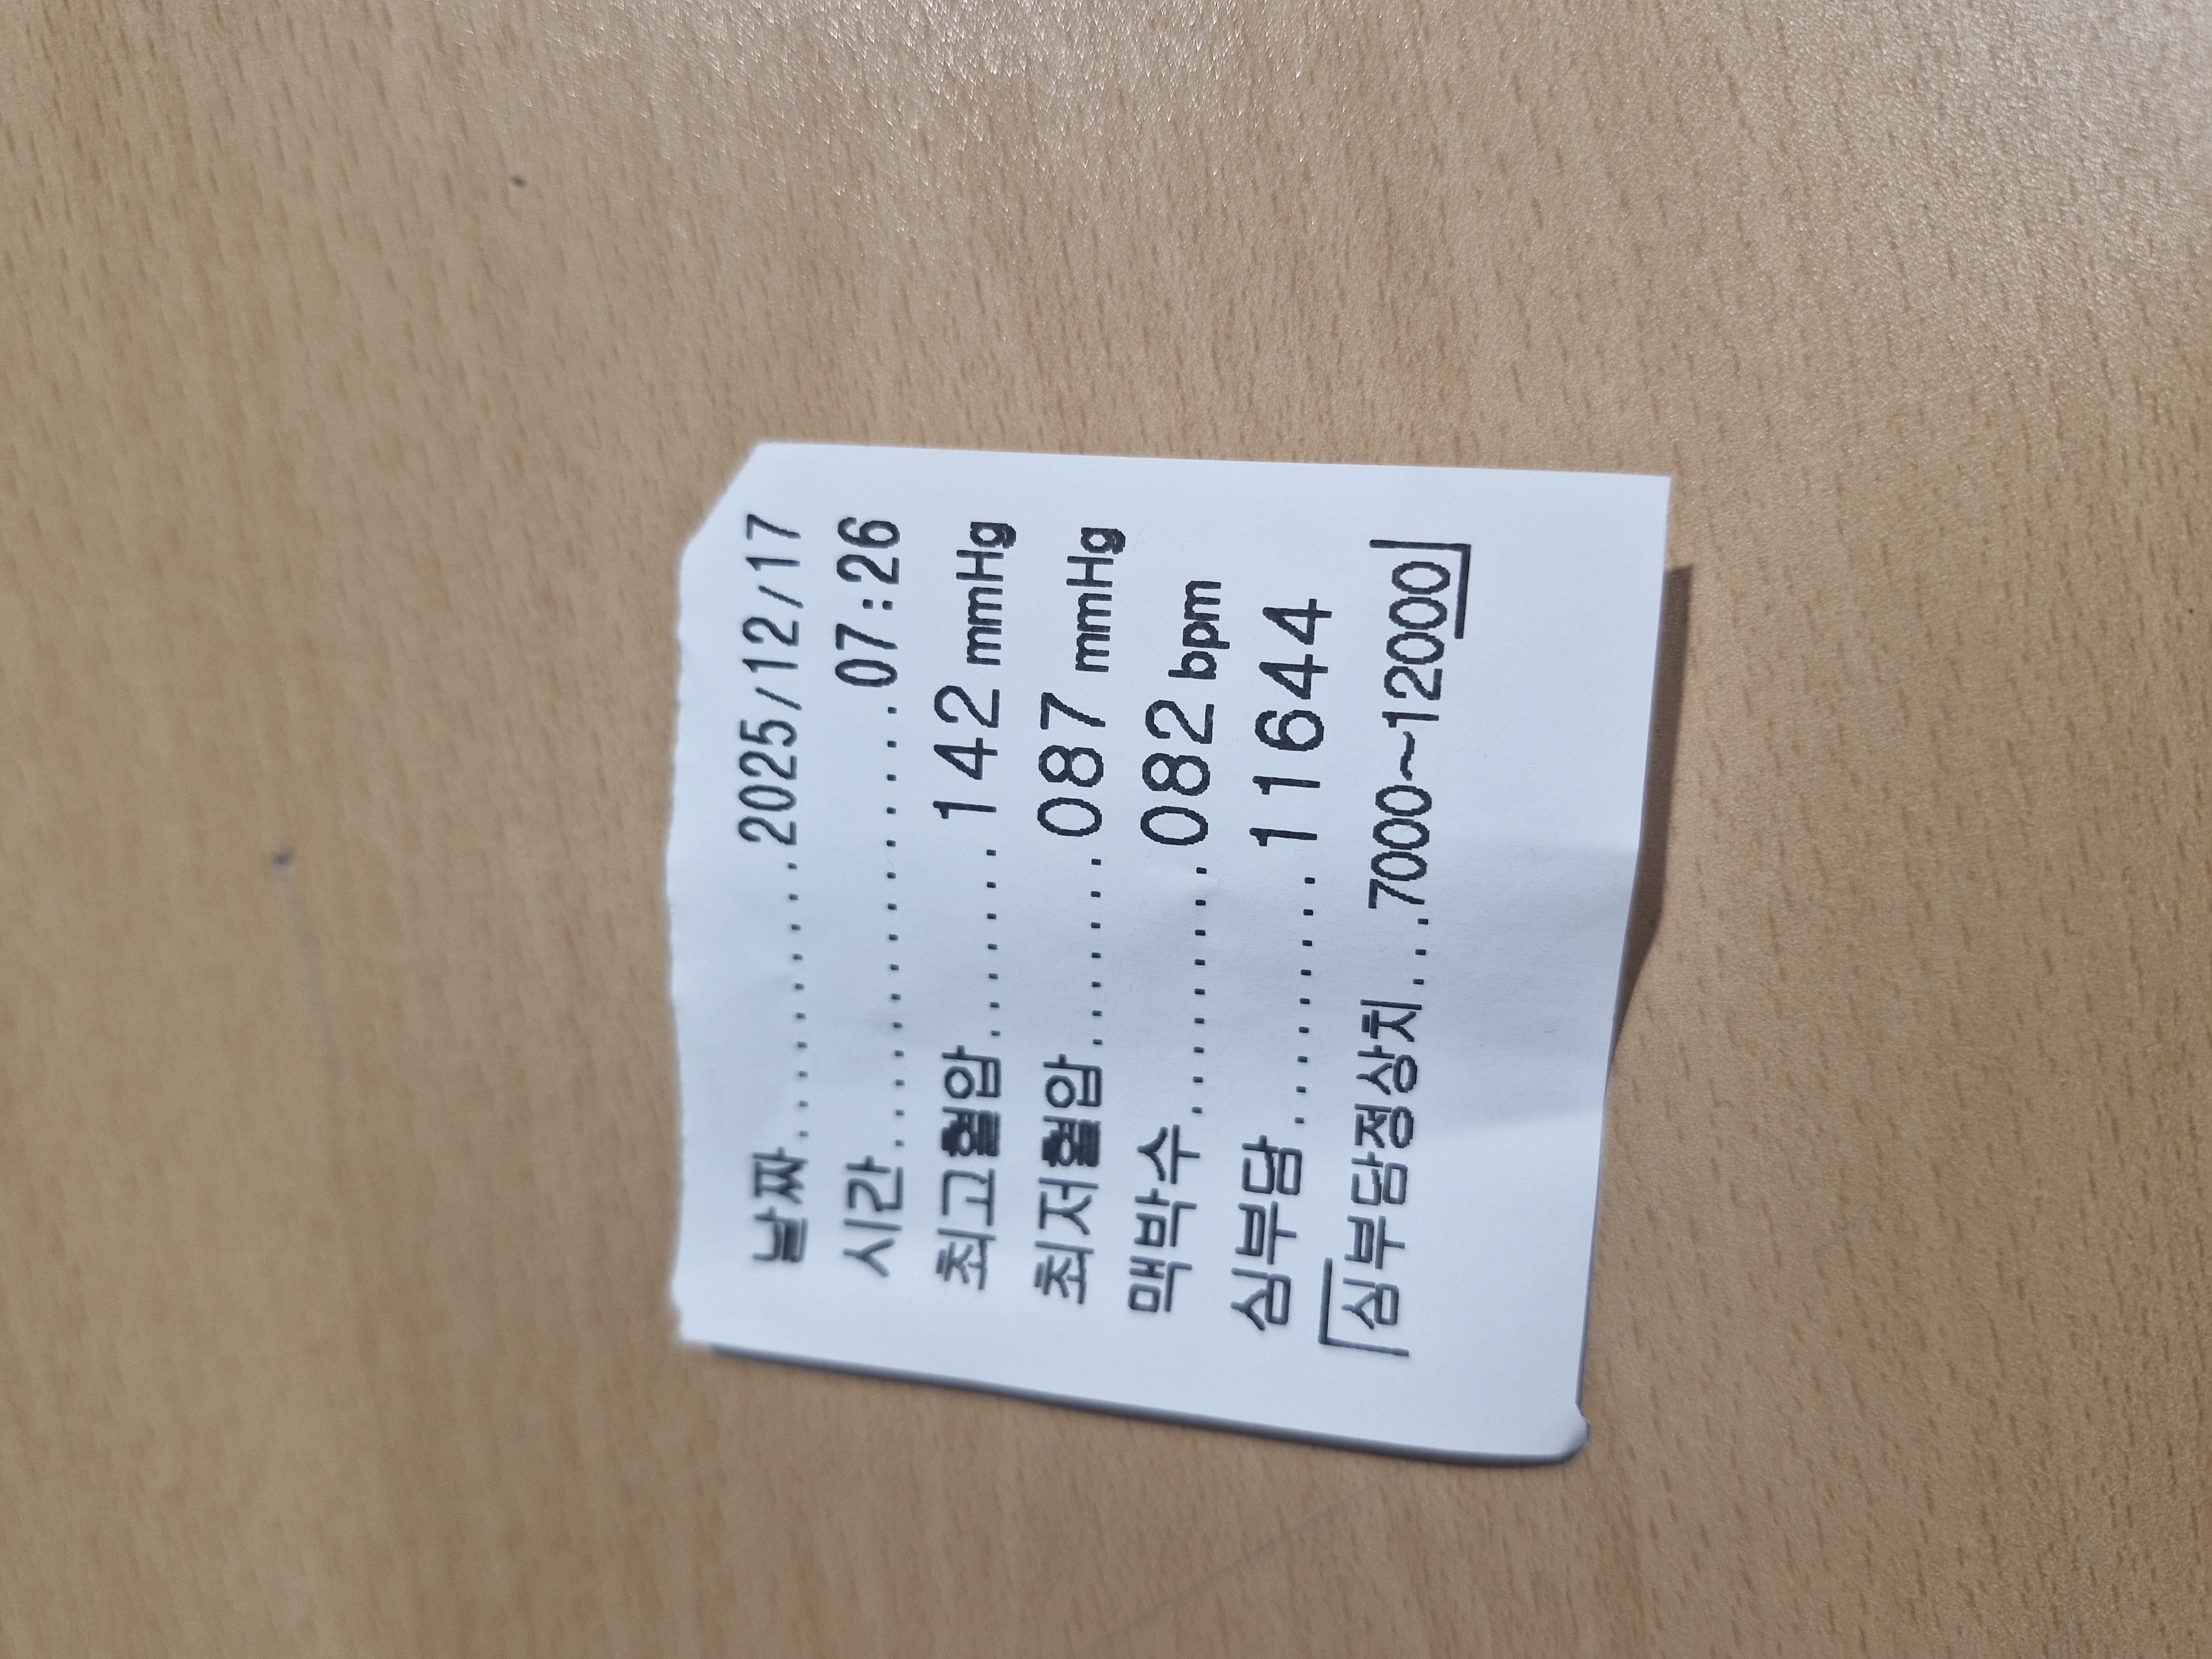 날짜...........2025/12/17
시간................07:26
최고혈압.......142 mmHg
최저혈압.......087 mmHg
맥박수.........082 bpm
심부담.........11644
심부담정상치...7000~12000